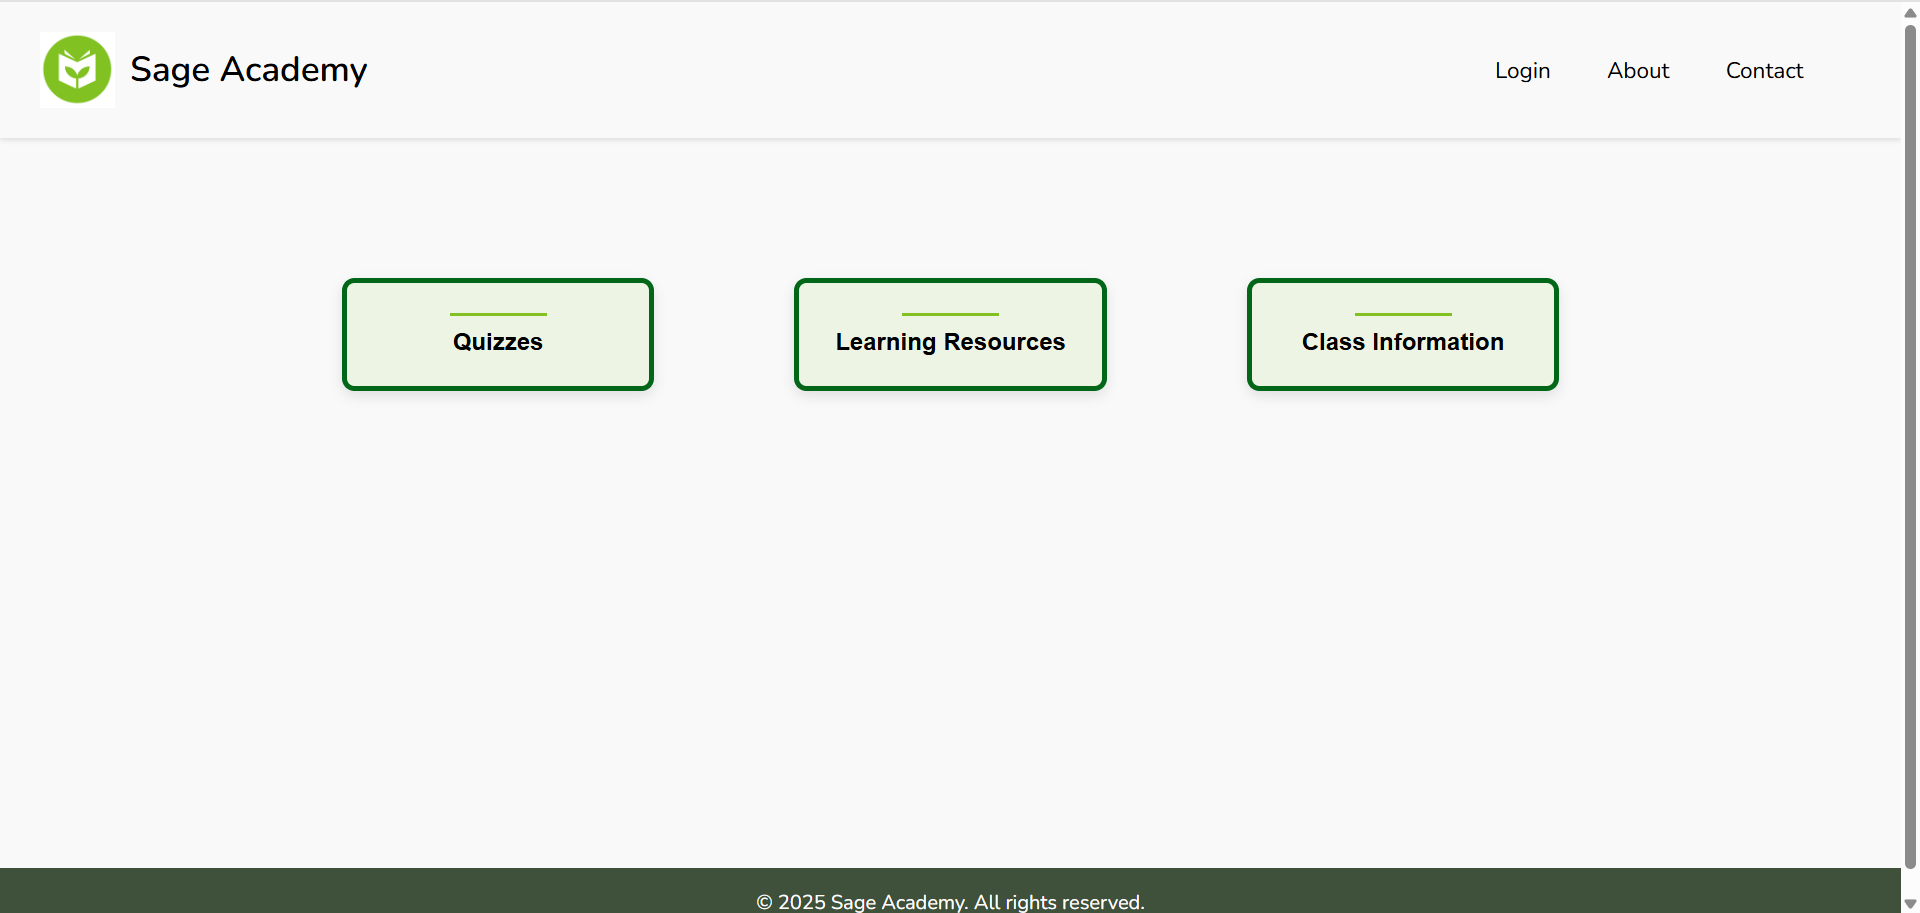 Sage Academy
Login About Contact
Quizzes
Learning Resources
Class Information
© 2025 Sage Academy. All rights reserved.